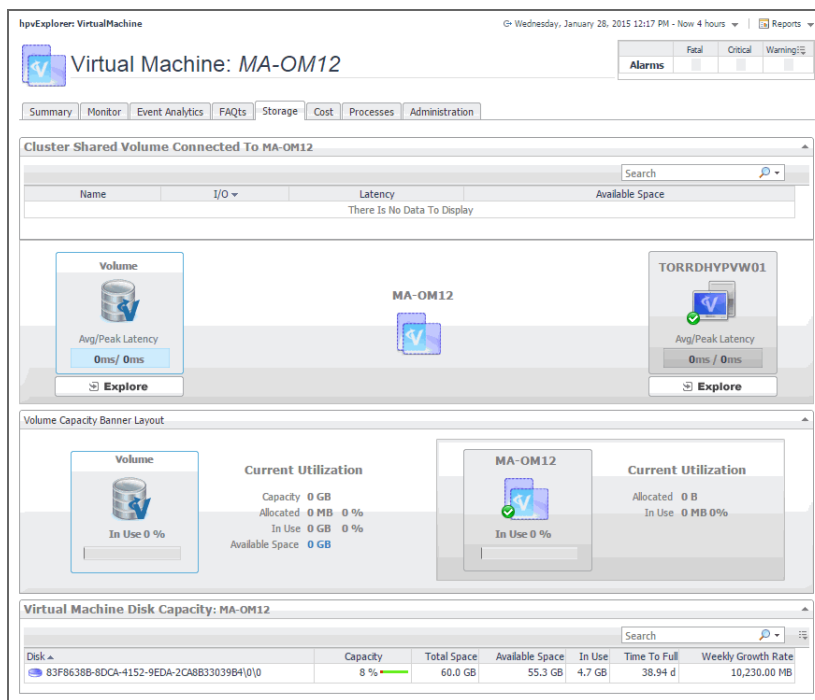 hpvExplorer: VirtualMachine
Wednesday, January 28, 2015 12:17 PM - Now 4 hours
Reports
Virtual Machine: MA-OM12
Fatal Critical Warning
Alarms
Summary Monitor Event Analytics FAQts Storage Cost Processes Administration
Cluster Shared Volume Connected To MA-OM12
Search
Name I/O Latency Available Space
There Is No Data To Display
Volume
Avg/Peak Latency
0ms/ 0ms
Explore
MA-OM12
TORRDHYPVW01
Avg/Peak Latency
0ms / 0ms
Explore
Volume Capacity Banner Layout
Volume
In Use 0 %
Current Utilization
Capacity 0 GB
Allocated 0 MB 0 %
In Use 0 GB 0 %
Available Space 0 GB
MA-OM12
In Use 0 %
Current Utilization
Allocated 0 B
In Use 0 MB 0%
Virtual Machine Disk Capacity: MA-OM12
Search
Disk Capacity Total Space Available Space In Use Time To Full Weekly Growth Rate
83F8638B-8DCA-4152-9EDA-2CA8B33039B4\0\0 8 % 60.0 GB 55.3 GB 4.7 GB 38.94 d 10,230.00 MB